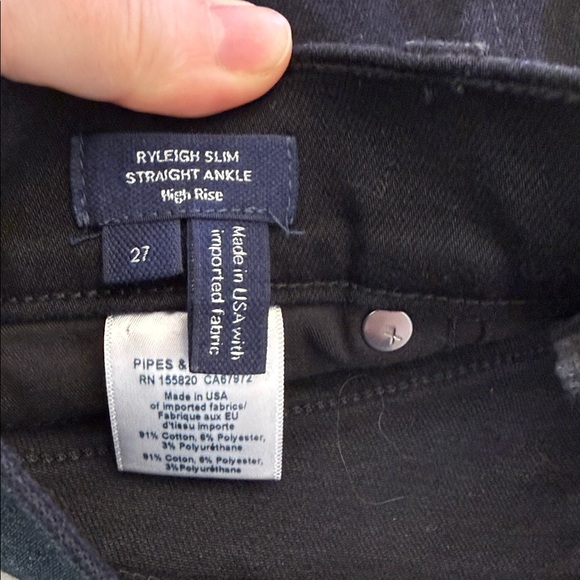 RYLEIGH SLIM
STRAIGHT ANKLE
High Rise
27
Made in USA with
imported fabric
PIPES &
RN 155820 CA67972
Made in USA
of imported fabrics/
Fabrique aux EU
d'tissu importe
91% Cotton, 6% Polyester,
3% Polyurethane
91% Coton, 6% Polyester,
3%Polyuréthane